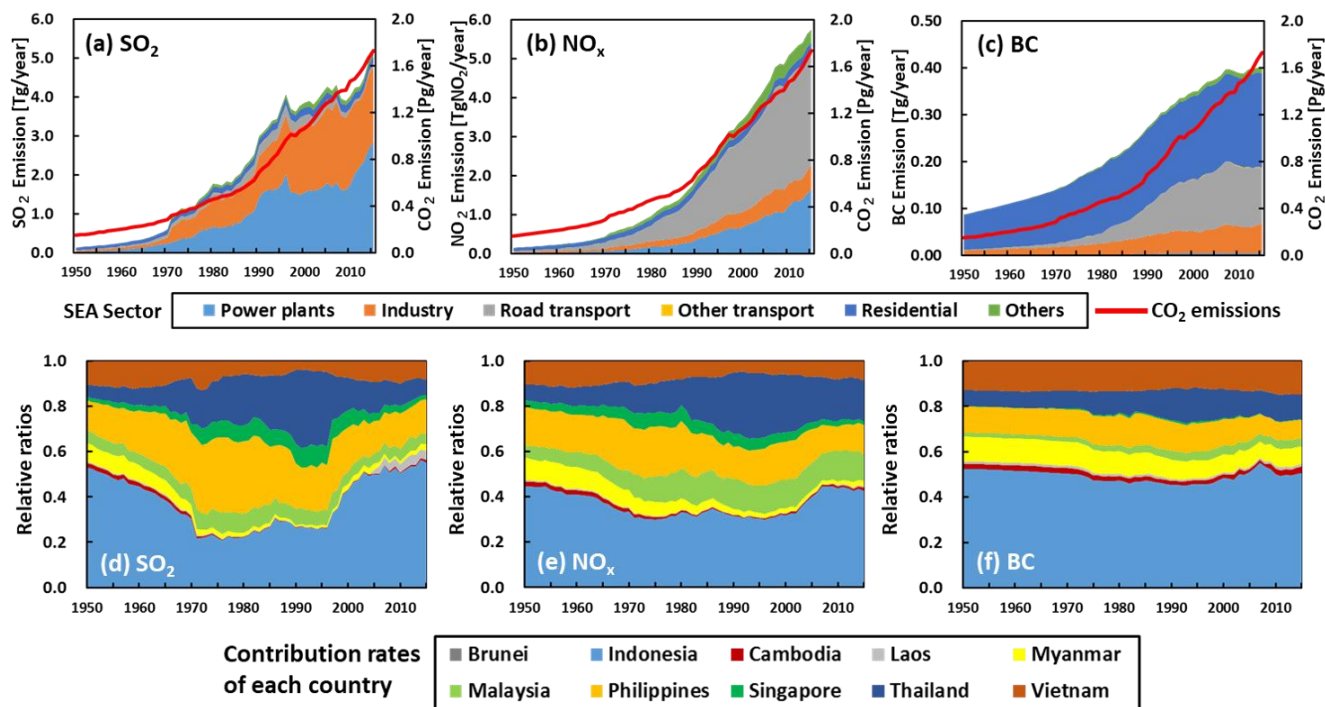 (a) SO2
SO2 Emission [Tg/year]
6.0
5.0
4.0
3.0
2.0
1.0
0.0
2.0
1.6
1.2
0.8
0.4
0.0
CO2 Emission [Pg/year]
1950 1960 1970 1980 1990 2000 2010
(b) NOx
NO2 Emission [TgNO2/year]
6.0
5.0
4.0
3.0
2.0
1.0
0.0
2.0
1.6
1.2
0.8
0.4
0.0
CO2 Emission [Pg/year]
1950 1960 1970 1980 1990 2000 2010
(c) BC
BC Emission [Tg/year]
0.50
0.40
0.30
0.20
0.10
0.00
2.0
1.6
1.2
0.8
0.4
0.0
CO2 Emission [Pg/year]
1950 1960 1970 1980 1990 2000 2010
SEA Sector Power plants Industry Road transport Other transport Residential Others CO2 emissions
Relative ratios
1.0
0.8
0.6
0.4
0.2
0.0
(d) SO2
1950 1960 1970 1980 1990 2000 2010
Relative ratios
1.0
0.8
0.6
0.4
0.2
0.0
(e) NOx
1950 1960 1970 1980 1990 2000 2010
Relative ratios
1.0
0.8
0.6
0.4
0.2
0.0
(f) BC
1950 1960 1970 1980 1990 2000 2010
Contribution rates
of each country
Brunei Indonesia Cambodia Laos Myanmar
Malaysia Philippines Singapore Thailand Vietnam